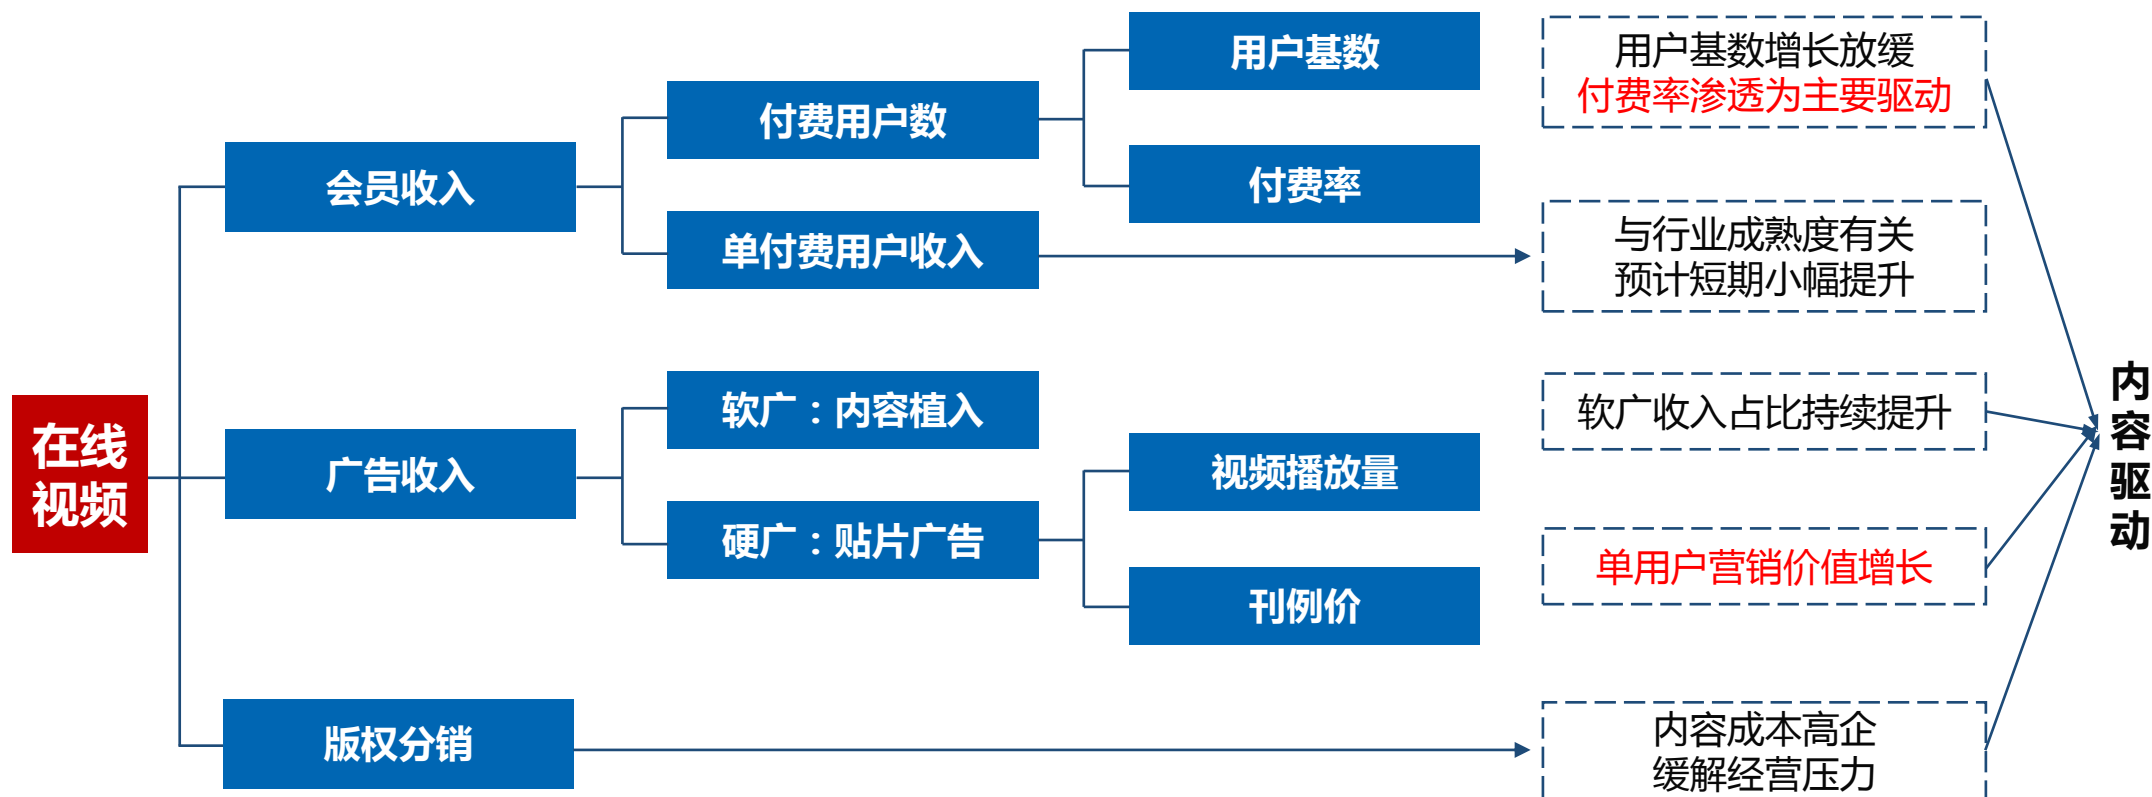 在线
视频
会员收入
广告收入
版权分销
付费用户数
单付费用户收入
软广：内容植入
硬广：贴片广告
用户基数
付费率
视频播放量
刊例价
用户基数增长放缓
付费率渗透为主要驱动
与行业成熟度有关
预计短期小幅提升
软广收入占比持续提升
单用户营销价值增长
内容成本高企
缓解经营压力
内容驱动